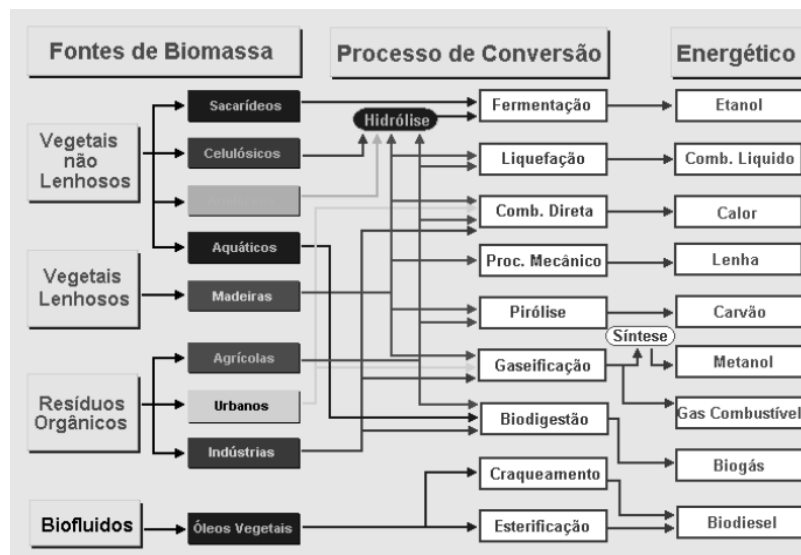 Fontes de Biomassa
Processo de Conversão
Energético
Vegetais
não
Lenhosos
Sacarídeos
Celulósicos
Aquáticos
Vegetais
Lenhosos
Madeiras
Resíduos
Orgânicos
Agrícolas
Urbanos
Indústrias
Biofluidos
Óleos Vegetais
Hidrólise
Fermentação
Liquefação
Comb. Direta
Proc. Mecânico
Pirólise
Gaseificação
Biodigestão
Craqueamento
Esterificação
Síntese
Etanol
Comb. Liquido
Calor
Lenha
Carvão
Metanol
Gas Combustível
Biogás
Biodiesel